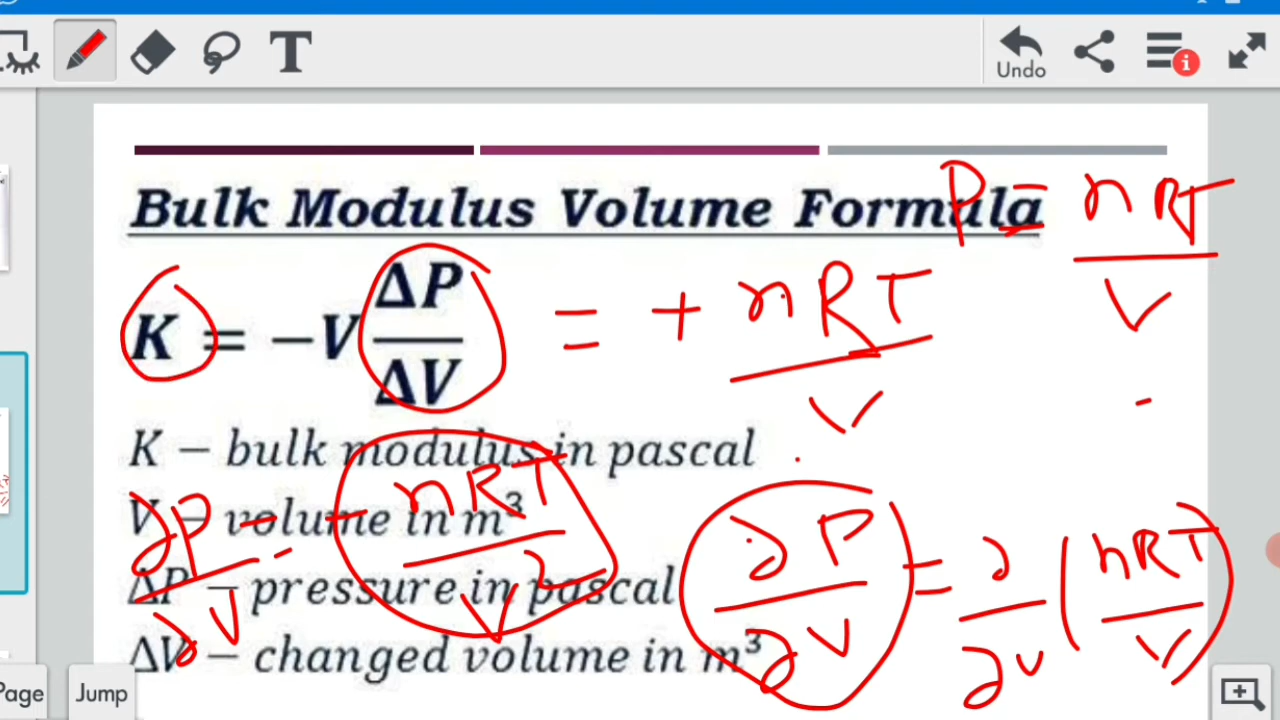 Undo
Bulk Modulus Volume Formula
P = nRT / V
K = −V ΔP/ΔV = + nRT / V
K − bulk modulus in pascal
V − volume in m³
ΔP − pressure in pascal
ΔV − changed volume in m³
∂P/∂V = − nRT / V²
∂P/∂V = ∂/∂V (nRT / V)
Page
Jump